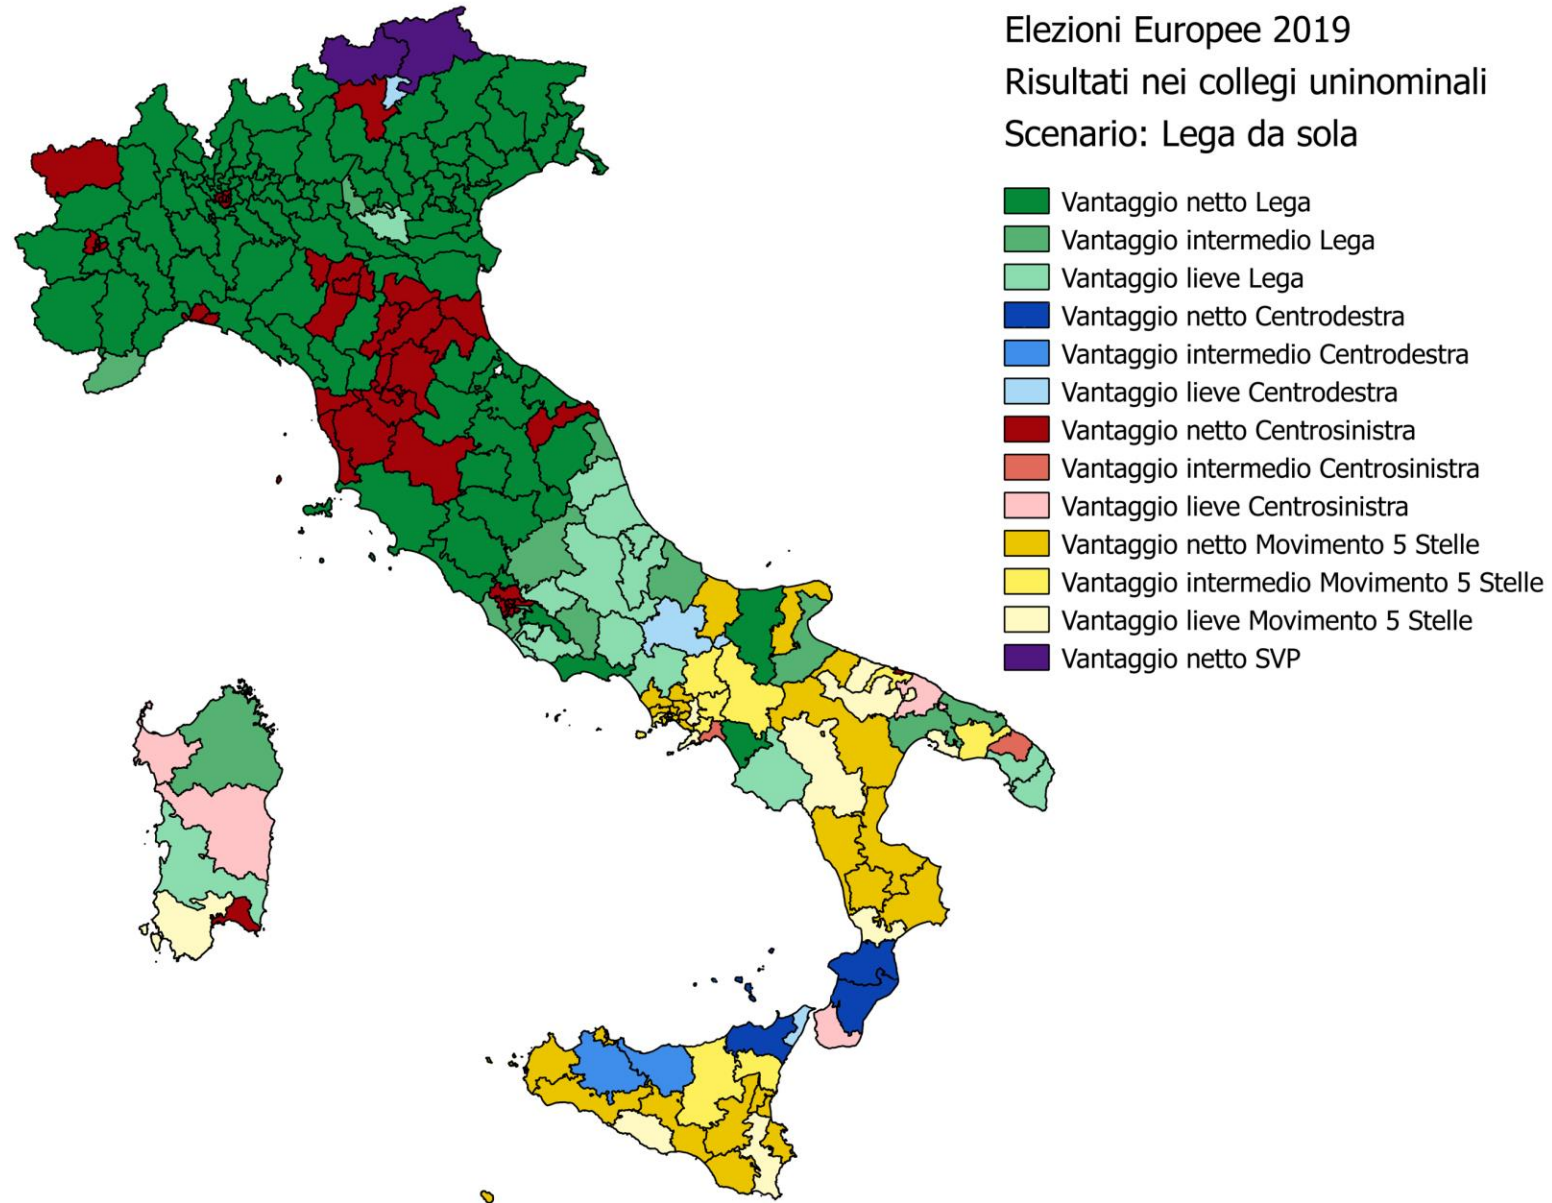 Elezioni Europee 2019
Risultati nei collegi uninominali
Scenario: Lega da sola
Vantaggio netto Lega
Vantaggio intermedio Lega
Vantaggio lieve Lega
Vantaggio netto Centrodestra
Vantaggio intermedio Centrodestra
Vantaggio lieve Centrodestra
Vantaggio netto Centrosinistra
Vantaggio intermedio Centrosinistra
Vantaggio lieve Centrosinistra
Vantaggio netto Movimento 5 Stelle
Vantaggio intermedio Movimento 5 Stelle
Vantaggio lieve Movimento 5 Stelle
Vantaggio netto SVP